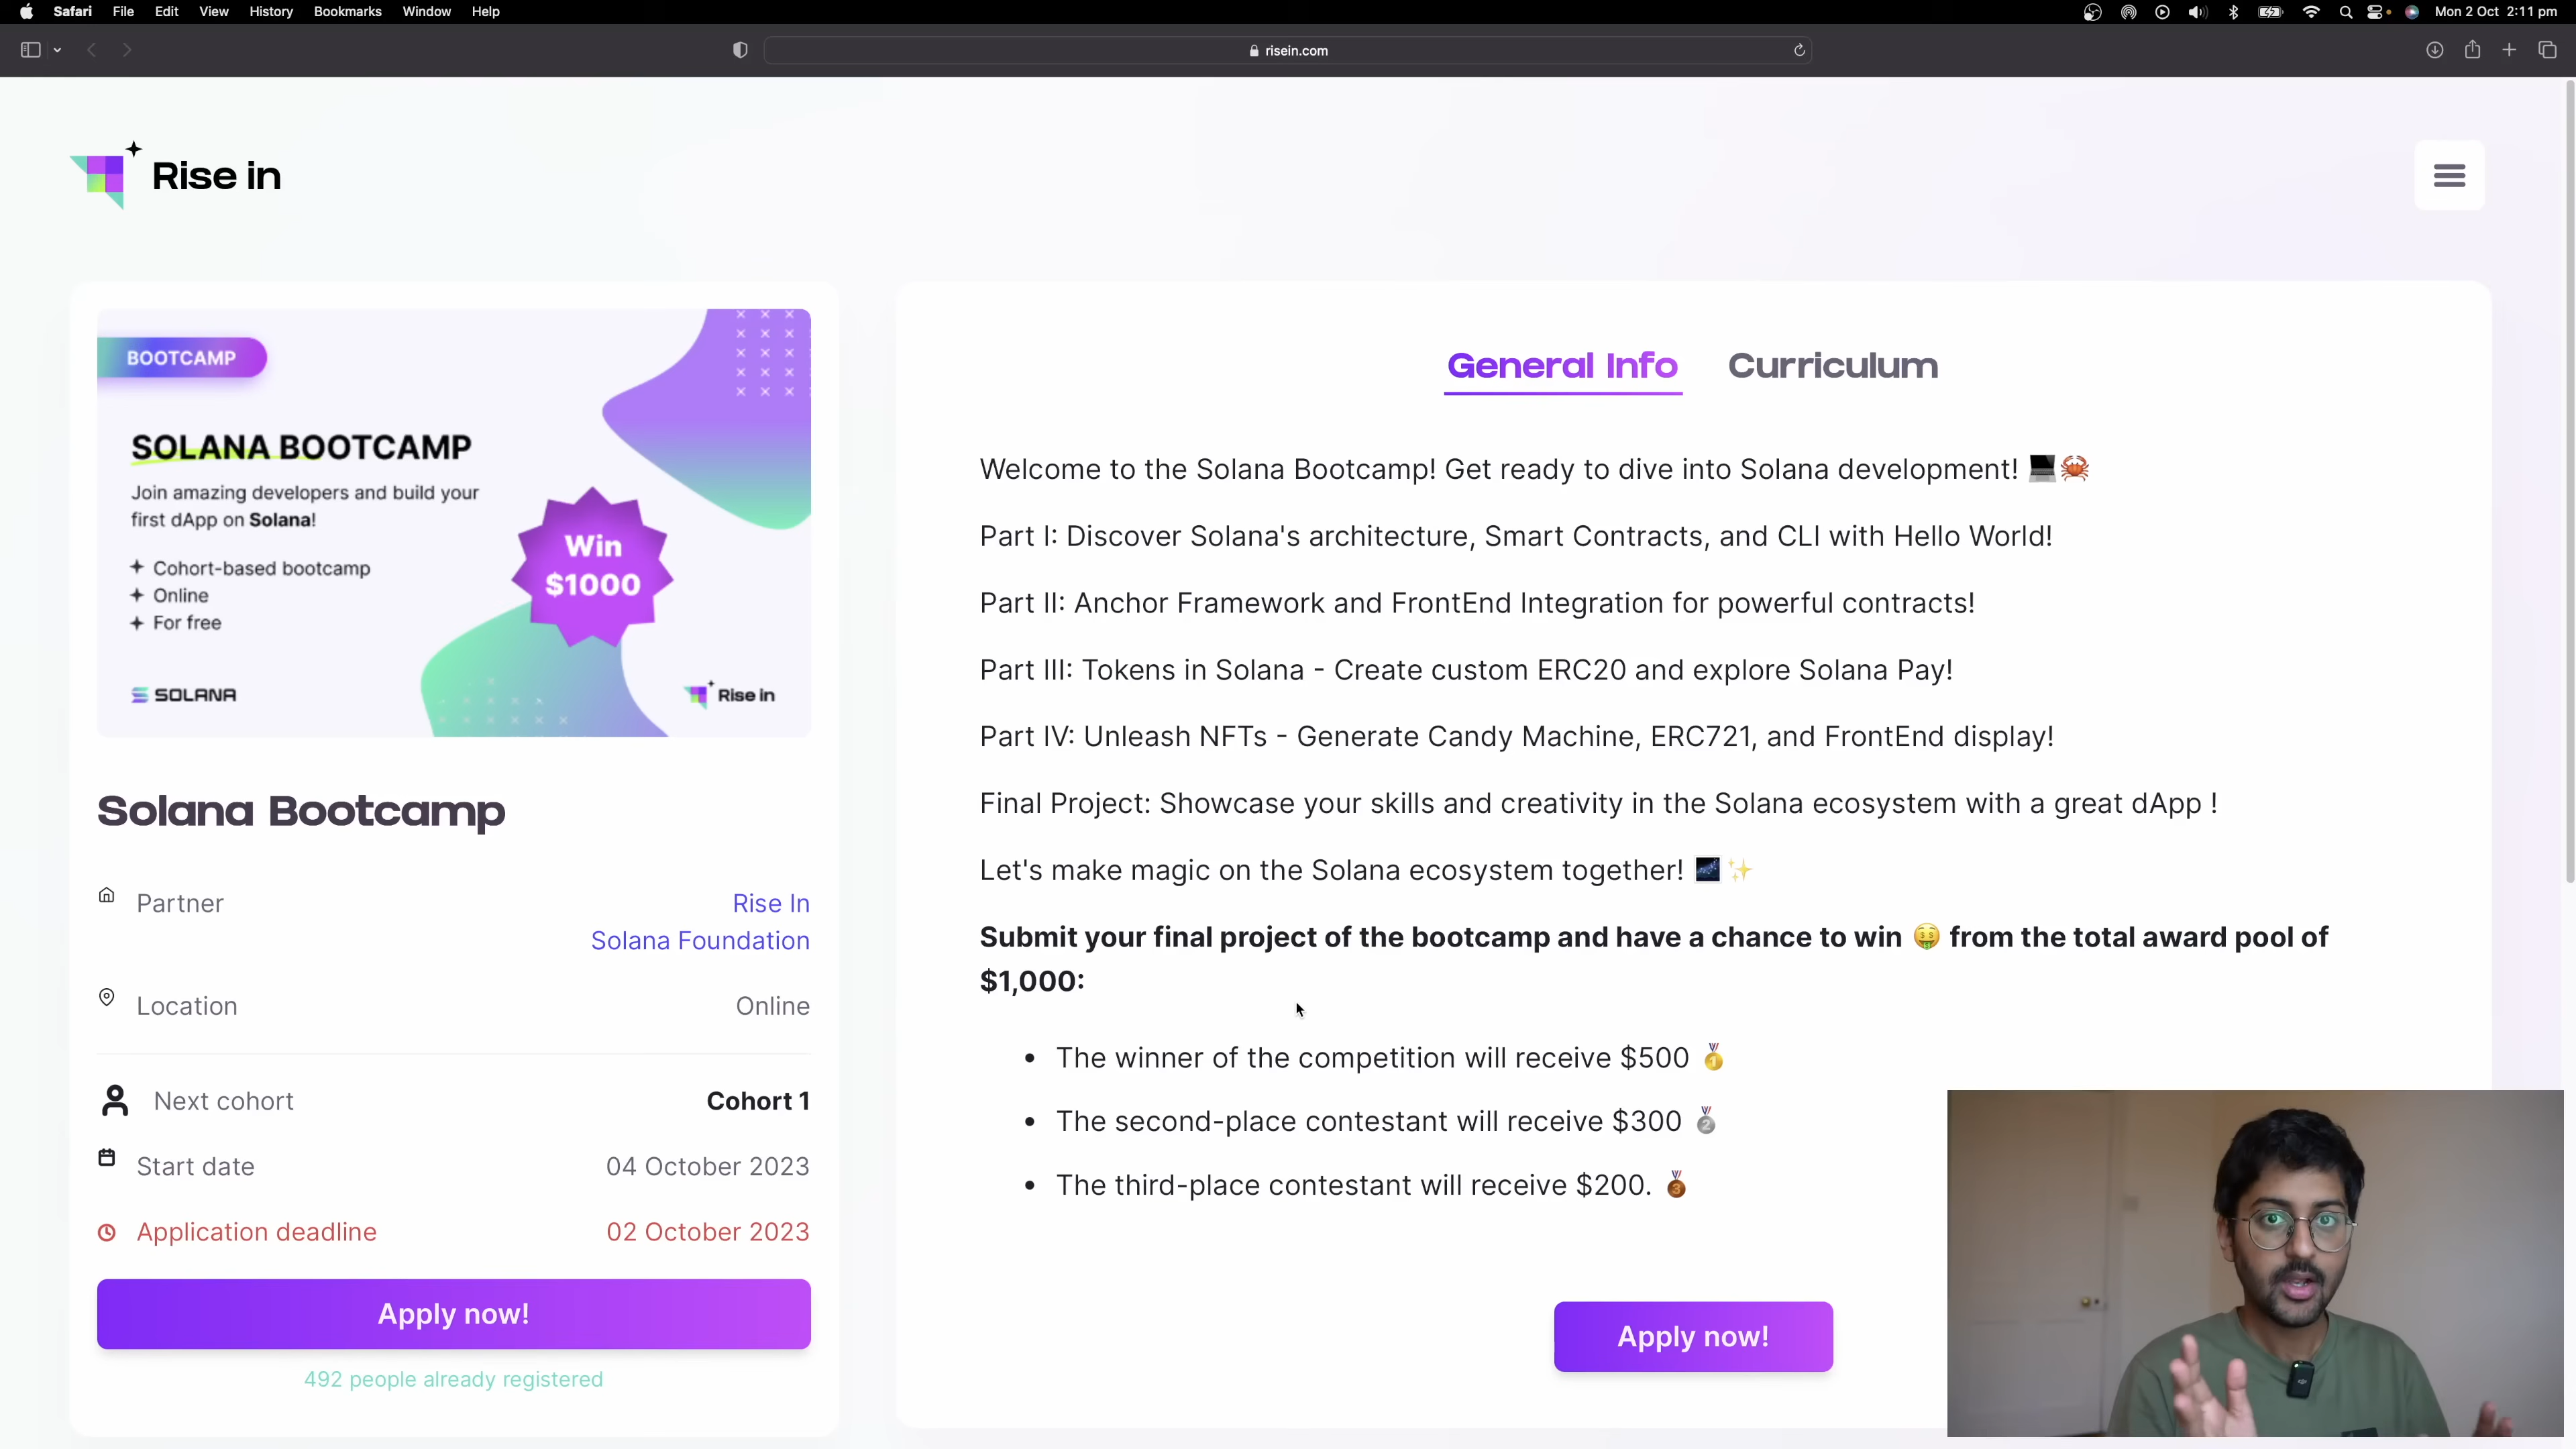 Safari File Edit View History Bookmarks Window Help Mon 2 Oct 2:11 pm
risein.com
Rise in
BOOTCAMP
SOLANA BOOTCAMP
Join amazing developers and build your
first dApp on Solana!
Cohort-based bootcamp
Online
For free
Win
$1000
SOLANA
Rise in
Solana Bootcamp
Partner Rise In
Solana Foundation
Location Online
Next cohort Cohort 1
Start date 04 October 2023
Application deadline 02 October 2023
Apply now!
492 people already registered
General Info Curriculum
Welcome to the Solana Bootcamp! Get ready to dive into Solana development! 💻🦀
Part I: Discover Solana's architecture, Smart Contracts, and CLI with Hello World!
Part II: Anchor Framework and FrontEnd Integration for powerful contracts!
Part III: Tokens in Solana - Create custom ERC20 and explore Solana Pay!
Part IV: Unleash NFTs - Generate Candy Machine, ERC721, and FrontEnd display!
Final Project: Showcase your skills and creativity in the Solana ecosystem with a great dApp !
Let's make magic on the Solana ecosystem together! 🌌✨
Submit your final project of the bootcamp and have a chance to win 🤑 from the total award pool of
$1,000:
• The winner of the competition will receive $500 🥇
• The second-place contestant will receive $300 🥈
• The third-place contestant will receive $200. 🥉
Apply now!